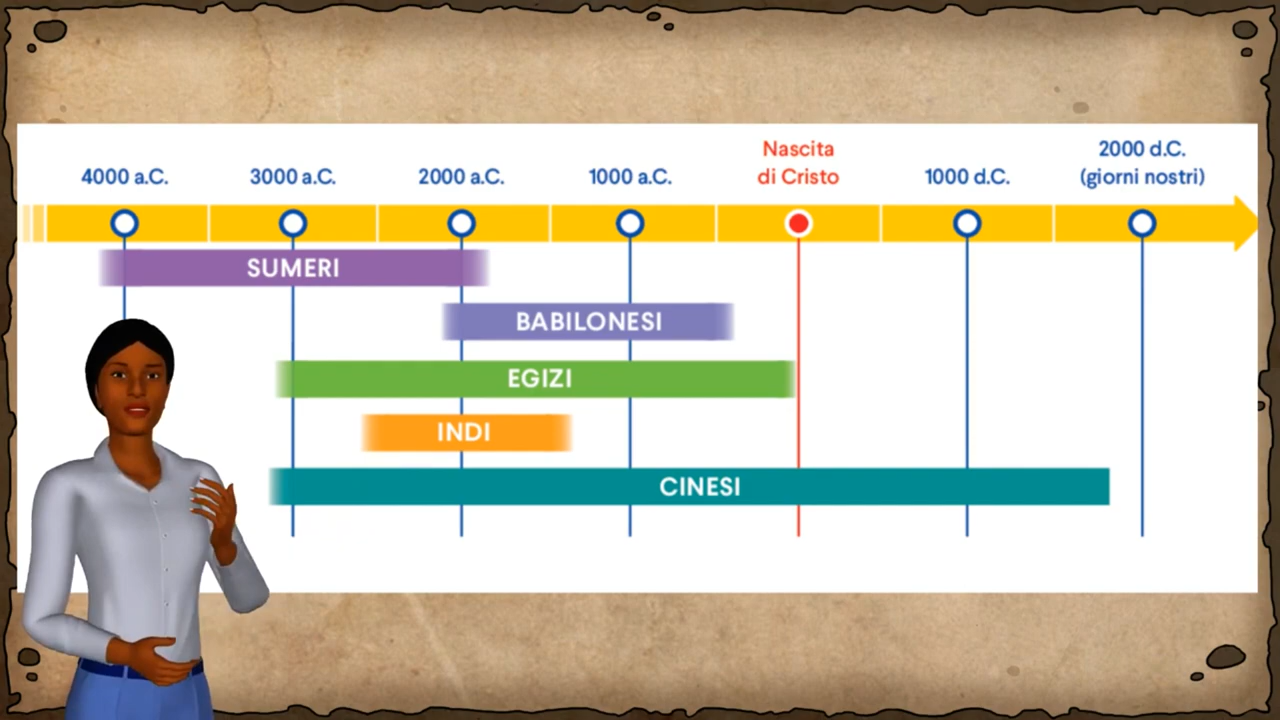 4000 a.C.
3000 a.C.
2000 a.C.
1000 a.C.
Nascita
di Cristo
1000 d.C.
2000 d.C.
(giorni nostri)
SUMERI
BABILONESI
EGIZI
INDI
CINESI